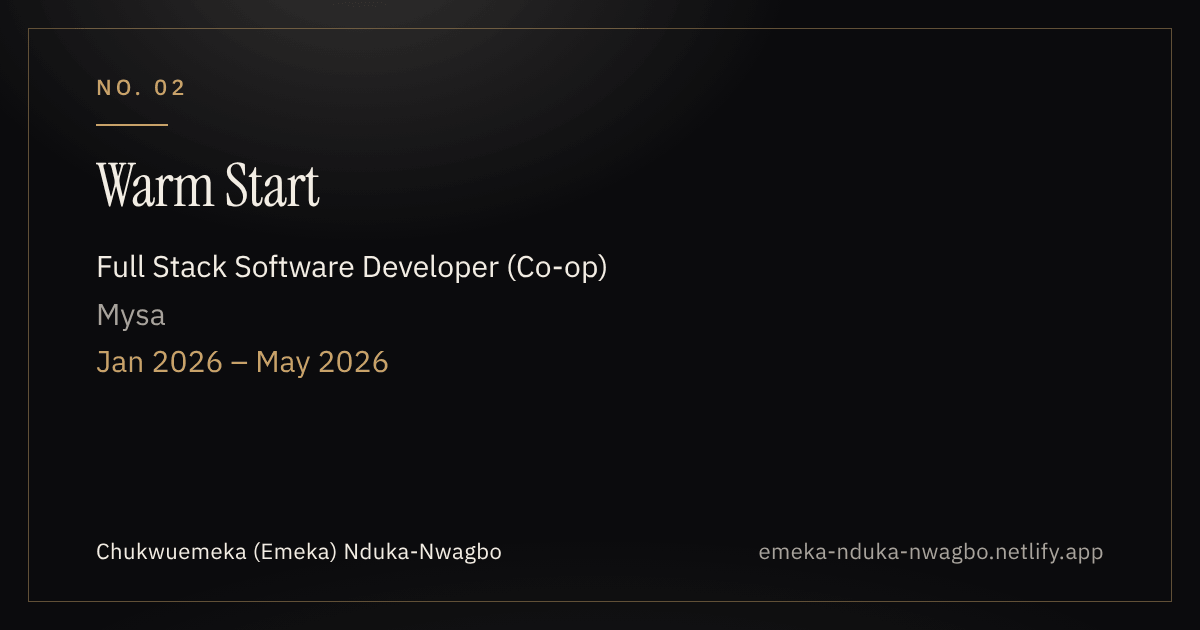 NO. 02
Warm Start
Full Stack Software Developer (Co-op)
Mysa
Jan 2026 – May 2026
Chukwuemeka (Emeka) Nduka-Nwagbo
emeka-nduka-nwagbo.netlify.app